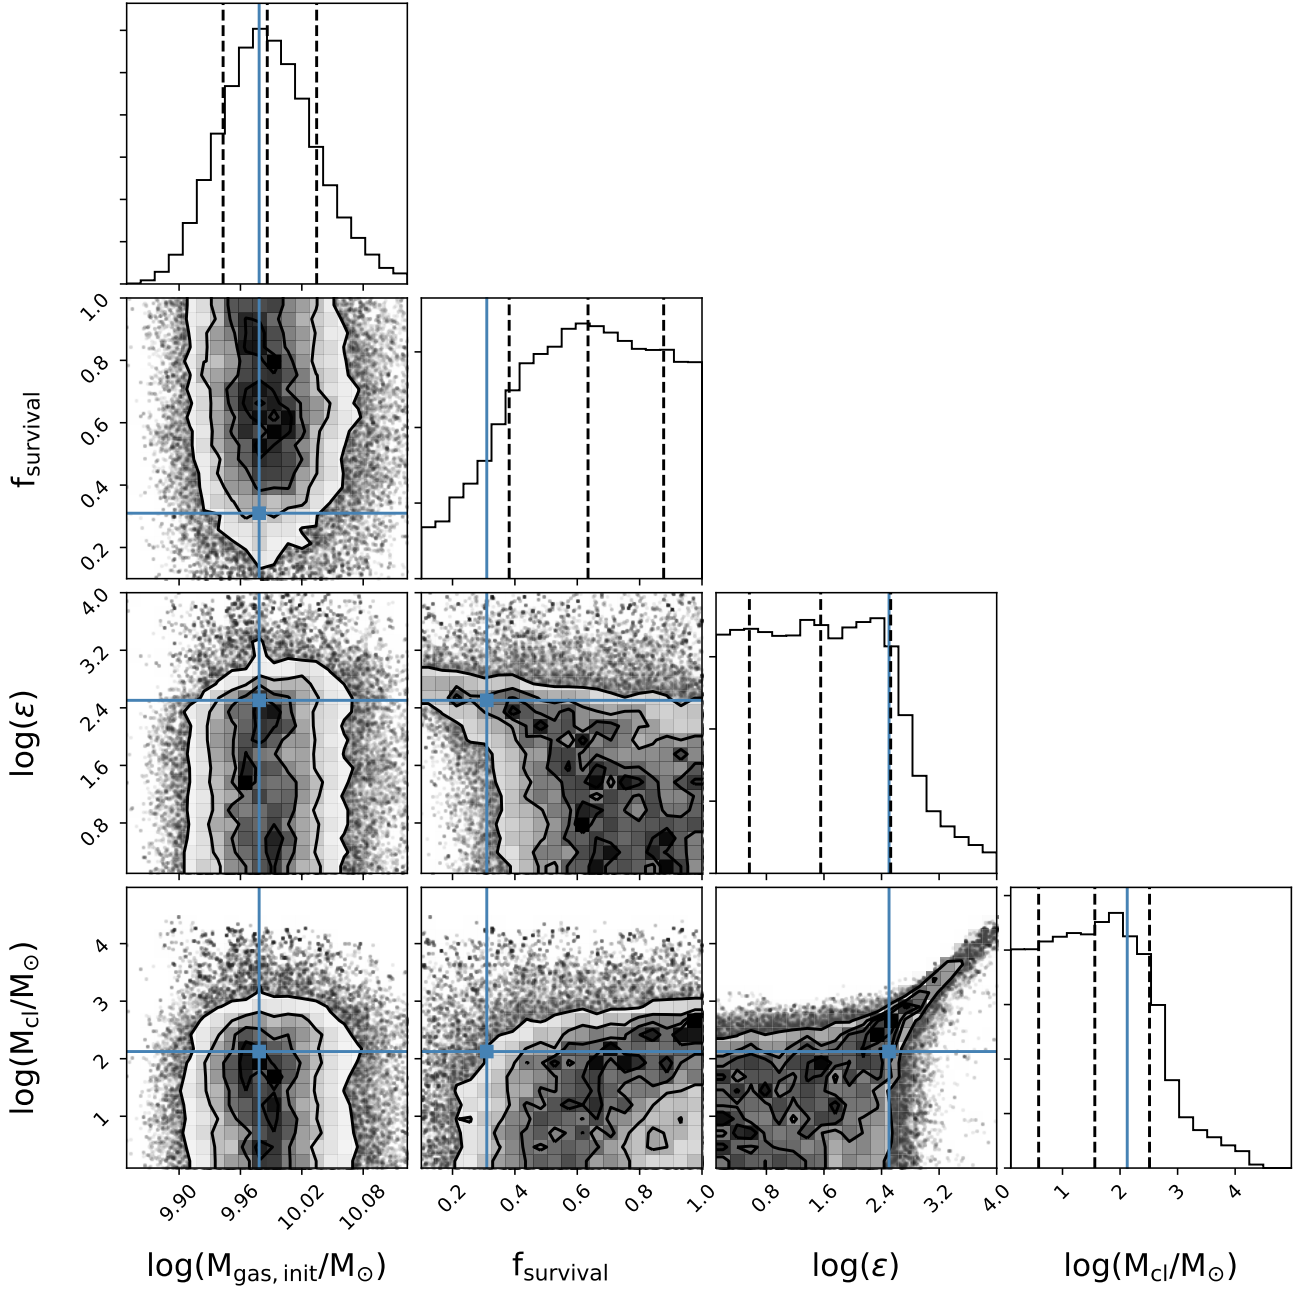 1.0
0.8
0.6
0.4
0.2
f_survival
4.0
3.2
2.4
1.6
0.8
log(ε)
4
3
2
1
log(M_cl/M_⊙)
9.90 9.96 10.02 10.08
0.2 0.4 0.6 0.8 1.0
0.8 1.6 2.4 3.2 4.0
1 2 3 4
log(M_gas, init/M_⊙)
f_survival
log(ε)
log(M_cl/M_⊙)